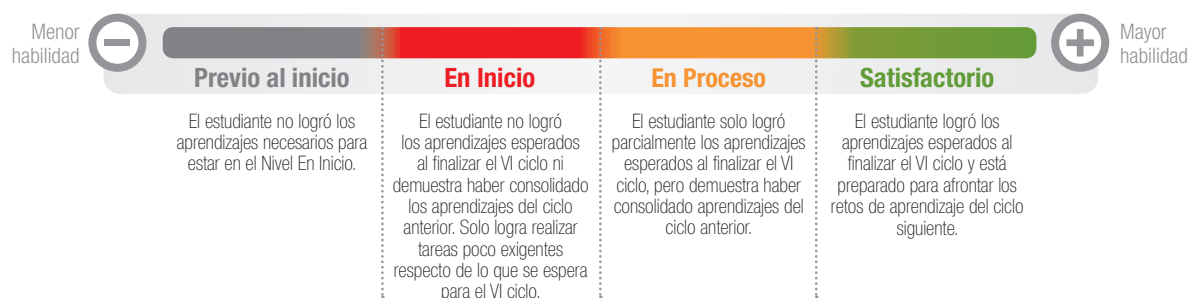 Menor
habilidad
Mayor
habilidad
Previo al inicio
El estudiante no logró los
aprendizajes necesarios para
estar en el Nivel En Inicio.
En Inicio
El estudiante no logró
los aprendizajes esperados
al finalizar el VI ciclo ni
demuestra haber consolidado
los aprendizajes del ciclo
anterior. Solo logra realizar
tareas poco exigentes
respecto de lo que se espera
para el VI ciclo.
En Proceso
El estudiante solo logró
parcialmente los aprendizajes
esperados al finalizar el VI
ciclo, pero demuestra haber
consolidado aprendizajes del
ciclo anterior.
Satisfactorio
El estudiante logró los
aprendizajes esperados al
finalizar el VI ciclo y está
preparado para afrontar los
retos de aprendizaje del ciclo
siguiente.